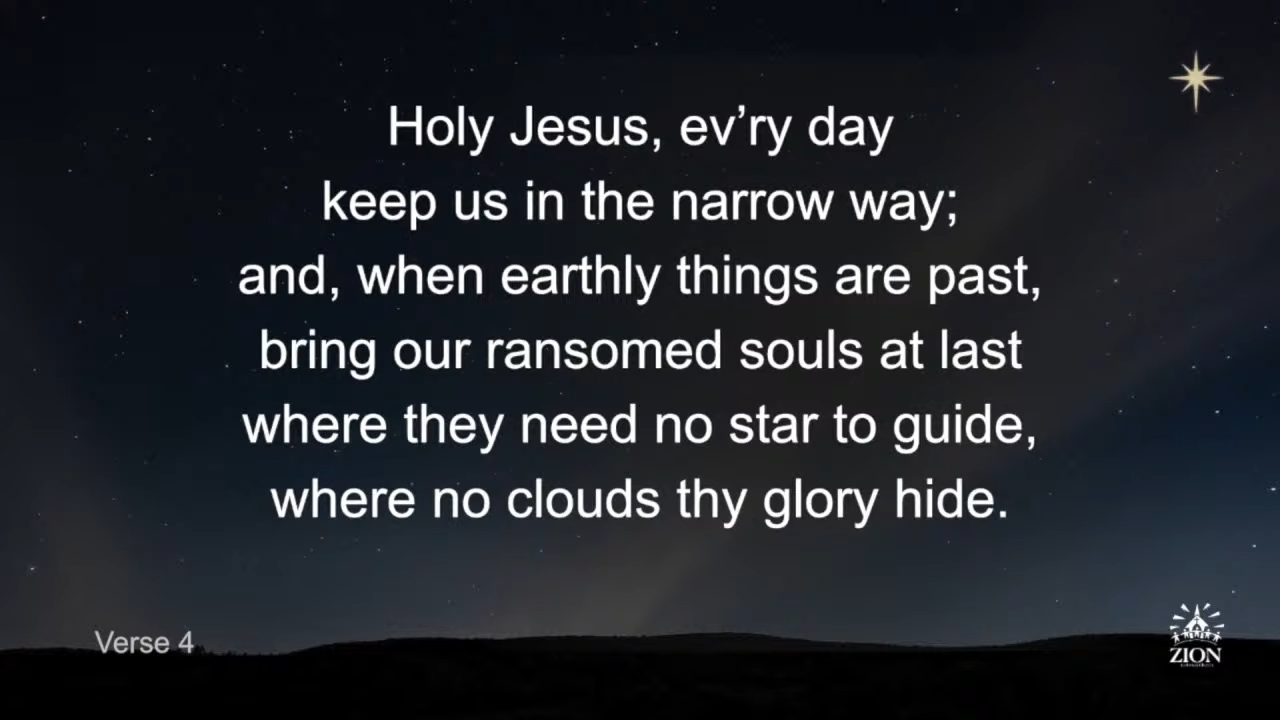 Holy Jesus, ev’ry day
keep us in the narrow way;
and, when earthly things are past,
bring our ransomed souls at last
where they need no star to guide,
where no clouds thy glory hide.
Verse 4
ZION